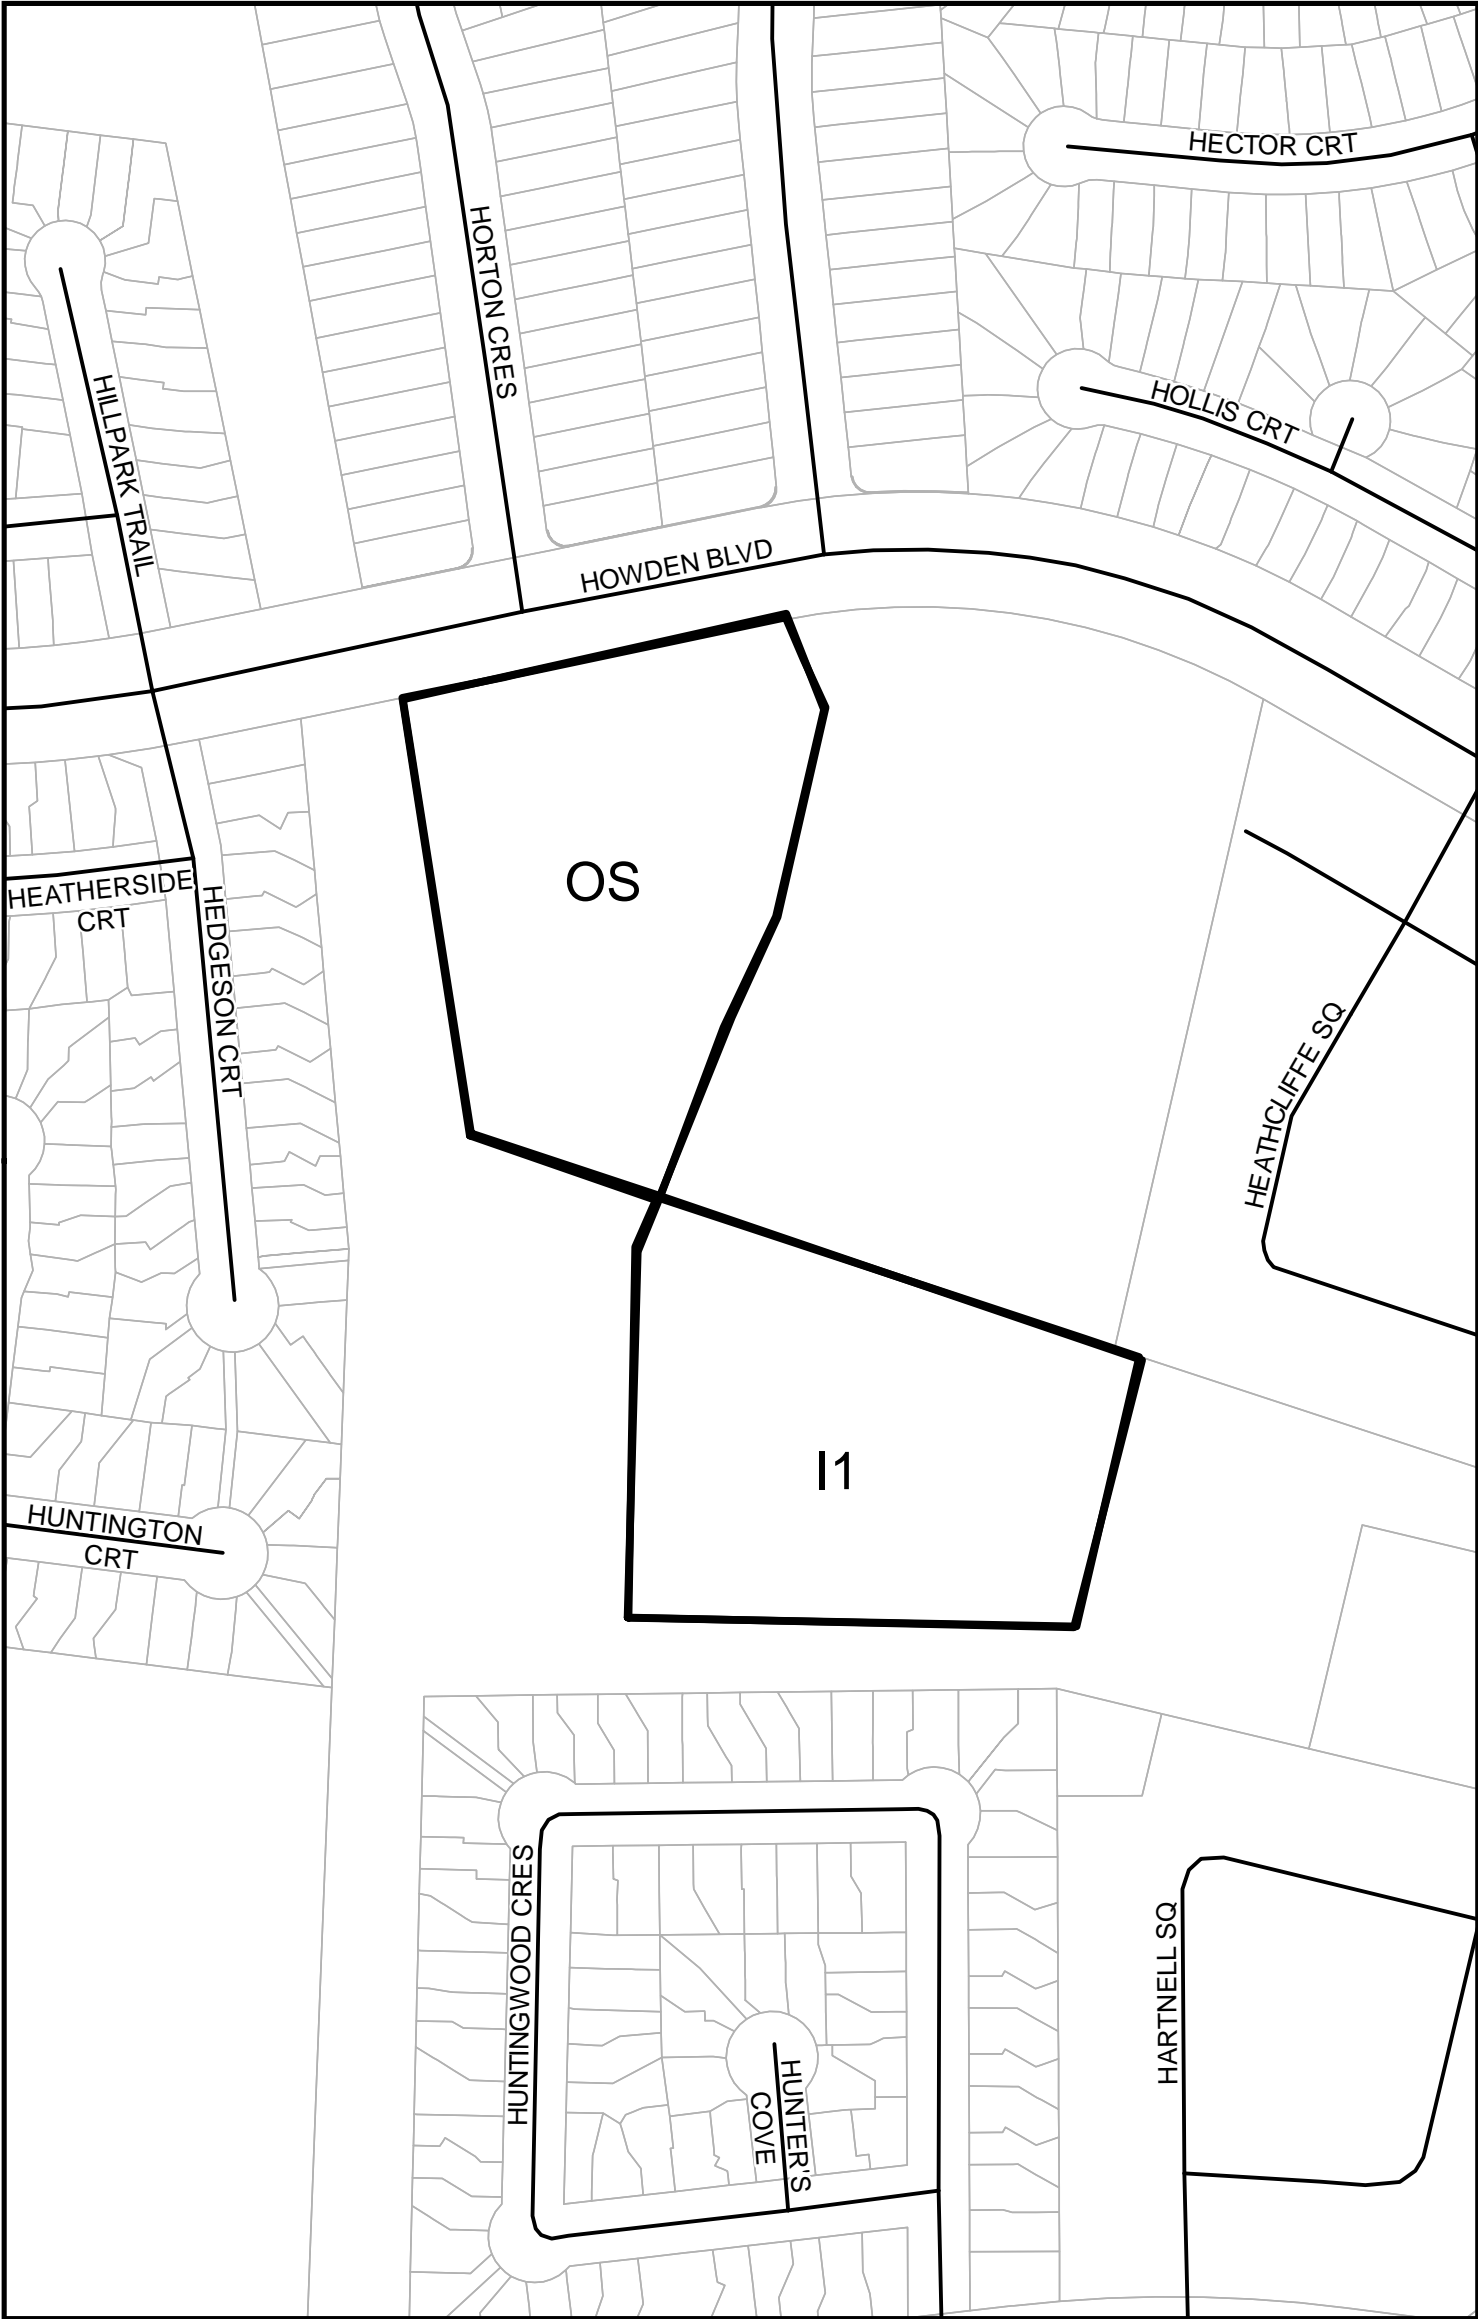 HECTOR CRT
HORTON CRES
HILLPARK TRAIL
HOLLIS CRT
HOWDEN BLVD
OS
HEATHERSIDE
CRT
HEDGESON CRT
HEATHCLIFFE SQ
I1
HUNTINGTON
CRT
HUNTINGWOOD CRES
HARTNELL SQ
HUNTER'S
COVE